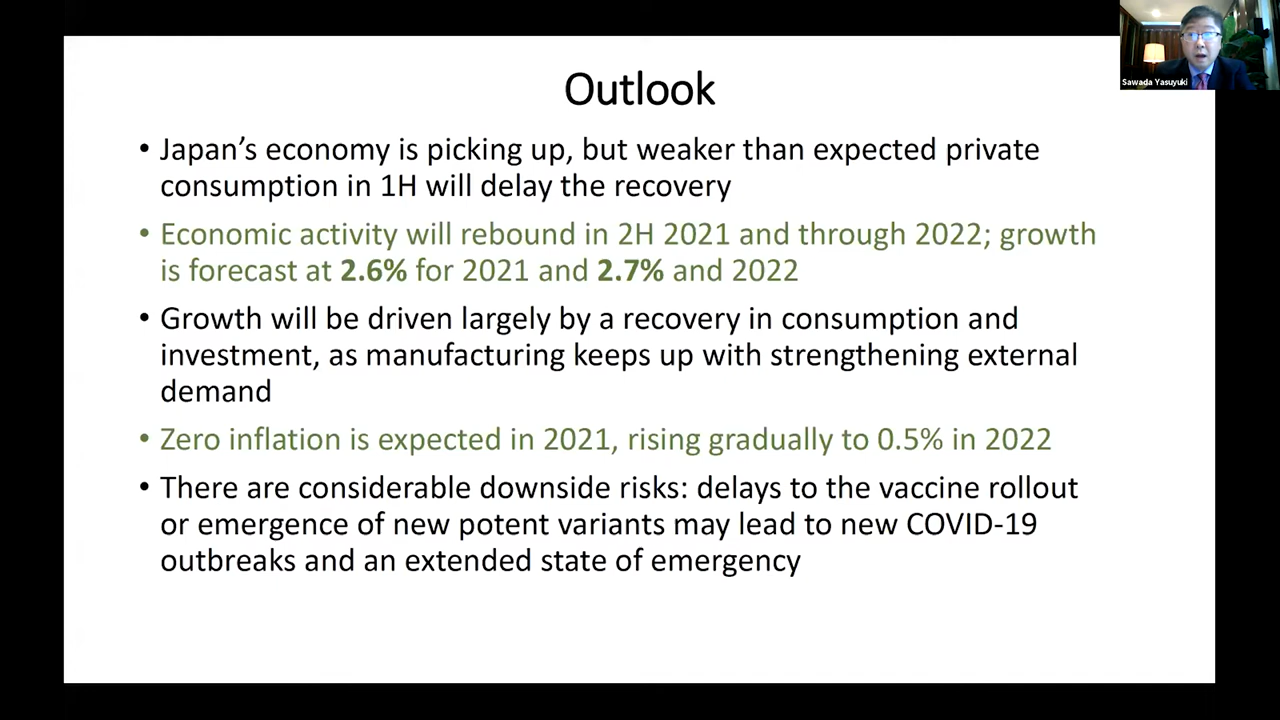 Outlook
• Japan’s economy is picking up, but weaker than expected private
consumption in 1H will delay the recovery
• Economic activity will rebound in 2H 2021 and through 2022; growth
is forecast at 2.6% for 2021 and 2.7% and 2022
• Growth will be driven largely by a recovery in consumption and
investment, as manufacturing keeps up with strengthening external
demand
• Zero inflation is expected in 2021, rising gradually to 0.5% in 2022
• There are considerable downside risks: delays to the vaccine rollout
or emergence of new potent variants may lead to new COVID-19
outbreaks and an extended state of emergency
Sawada Yasuyuki